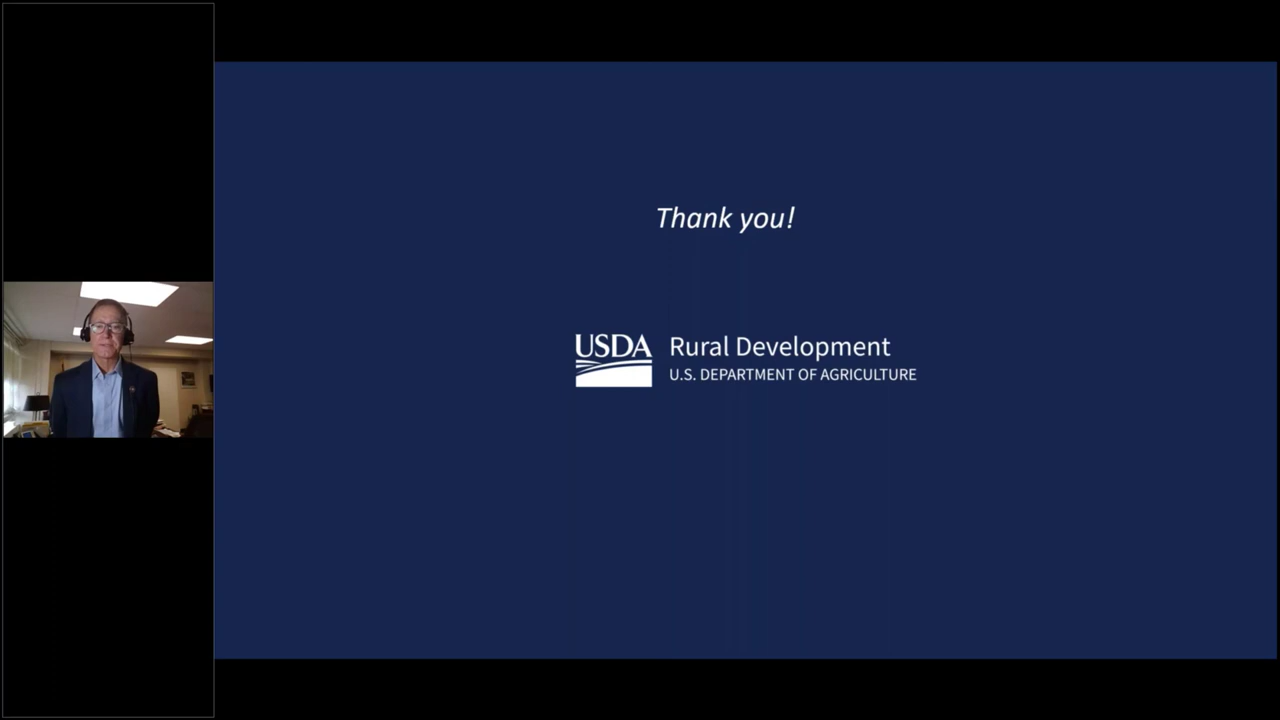 Thank you!
USDA
Rural Development
U.S. DEPARTMENT OF AGRICULTURE